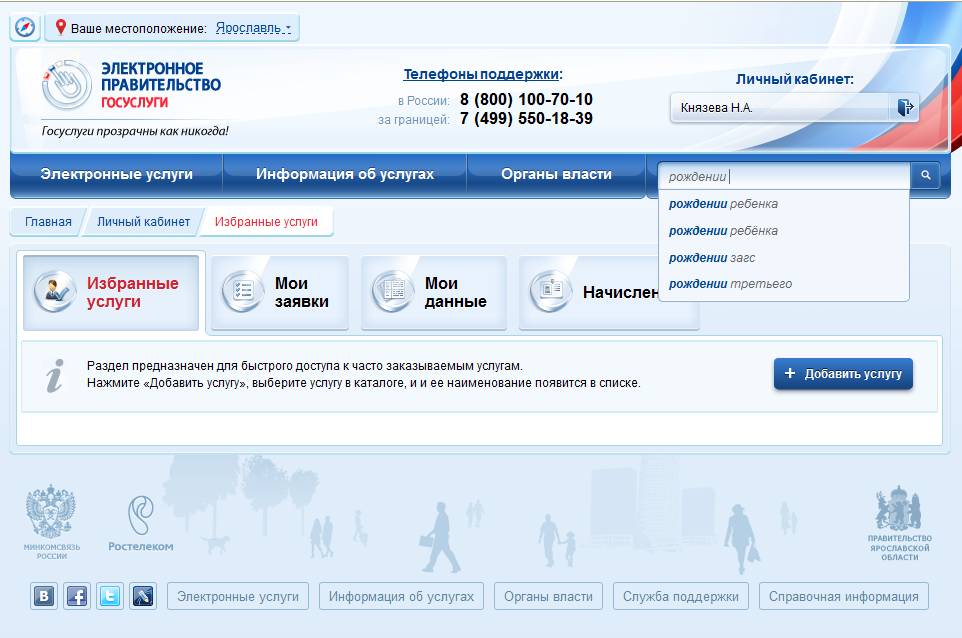 Ваше местоположение: Ярославль
ЭЛЕКТРОННОЕ
ПРАВИТЕЛЬСТВО
ГОСУСЛУГИ
Госуслуги прозрачны как никогда!
Телефоны поддержки:
в России: 8 (800) 100-70-10
за границей: 7 (499) 550-18-39
Личный кабинет:
Князева Н.А.
Электронные услуги
Информация об услугах
Органы власти
рождении
рождении ребенка
рождении ребёнка
рождении загс
рождении третьего
Главная
Личный кабинет
Избранные услуги
Избранные
услуги
Мои
заявки
Мои
данные
Начислен
Раздел предназначен для быстрого доступа к часто заказываемым услугам.
Нажмите «Добавить услугу», выберите услугу в каталоге, и и ее наименование появится в списке.
+ Добавить услугу
МИНКОМСВЯЗЬ
РОССИИ
Ростелеком
ПРАВИТЕЛЬСТВО
ЯРОСЛАВСКОЙ
ОБЛАСТИ
Электронные услуги
Информация об услугах
Органы власти
Служба поддержки
Справочная информация